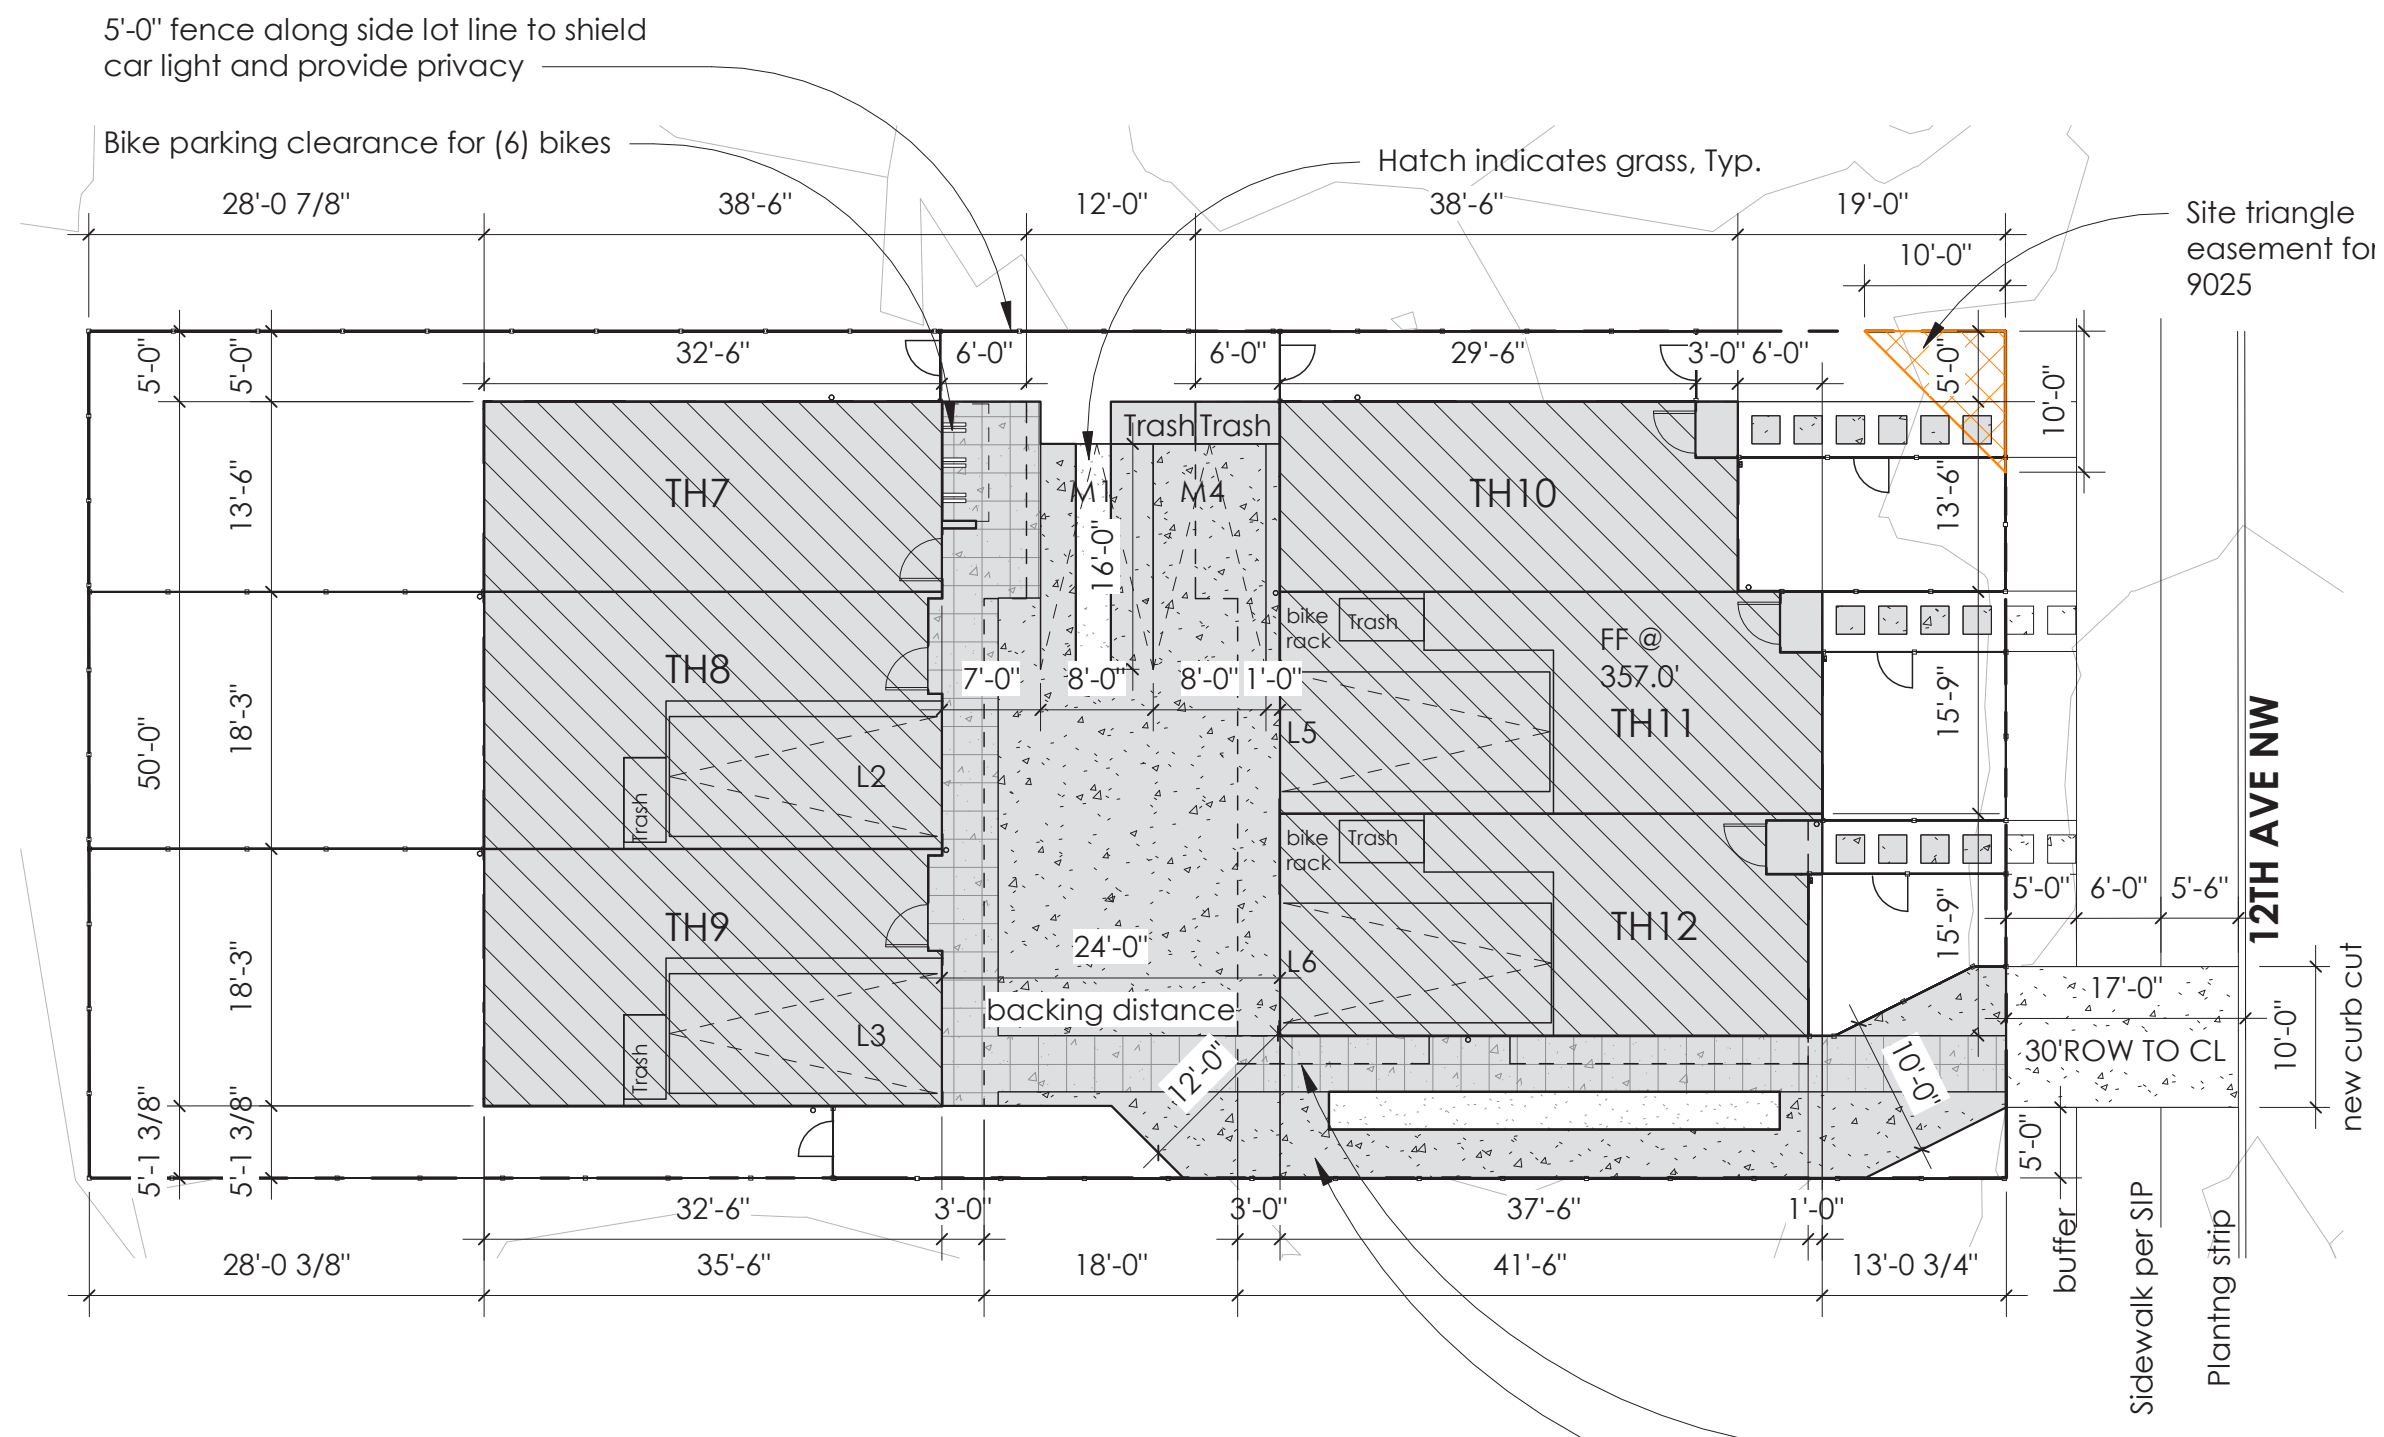 5'-0" fence along side lot line to shield
car light and provide privacy
Bike parking clearance for (6) bikes
Hatch indicates grass, Typ.
28'-0 7/8"
38'-6"
12'-0"
38'-6"
19'-0"
Site triangle
easement for
9025
10'-0"
5'-0"
5'-0"
32'-6"
6'-0"
6'-0"
29'-6"
3'-0"
6'-0"
5'-0"
10'-0"
Trash
Trash
13'-6"
TH7
M1
M4
TH10
13'-6"
16'-0"
bike
rack
Trash
FF @
357.0'
TH8
7'-0"
8'-0"
8'-0"
1'-0"
50'-0"
18'-3"
L5
TH11
15'-9"
L2
Trash
12TH AVE NW
bike
rack
Trash
5'-0"
6'-0"
5'-6"
TH9
24'-0"
L6
TH12
15'-9"
18'-3"
backing distance
17'-0"
L3
Trash
12'-0"
10'-0"
30'ROW TO CL
10'-0"
new curb cut
5'-1 3/8"
5'-1 3/8"
5'-0"
buffer
32'-6"
3'-0"
3'-0"
37'-6"
1'-0"
28'-0 3/8"
35'-6"
18'-0"
41'-6"
13'-0 3/4"
Sidewalk per SIP
Plantng strip